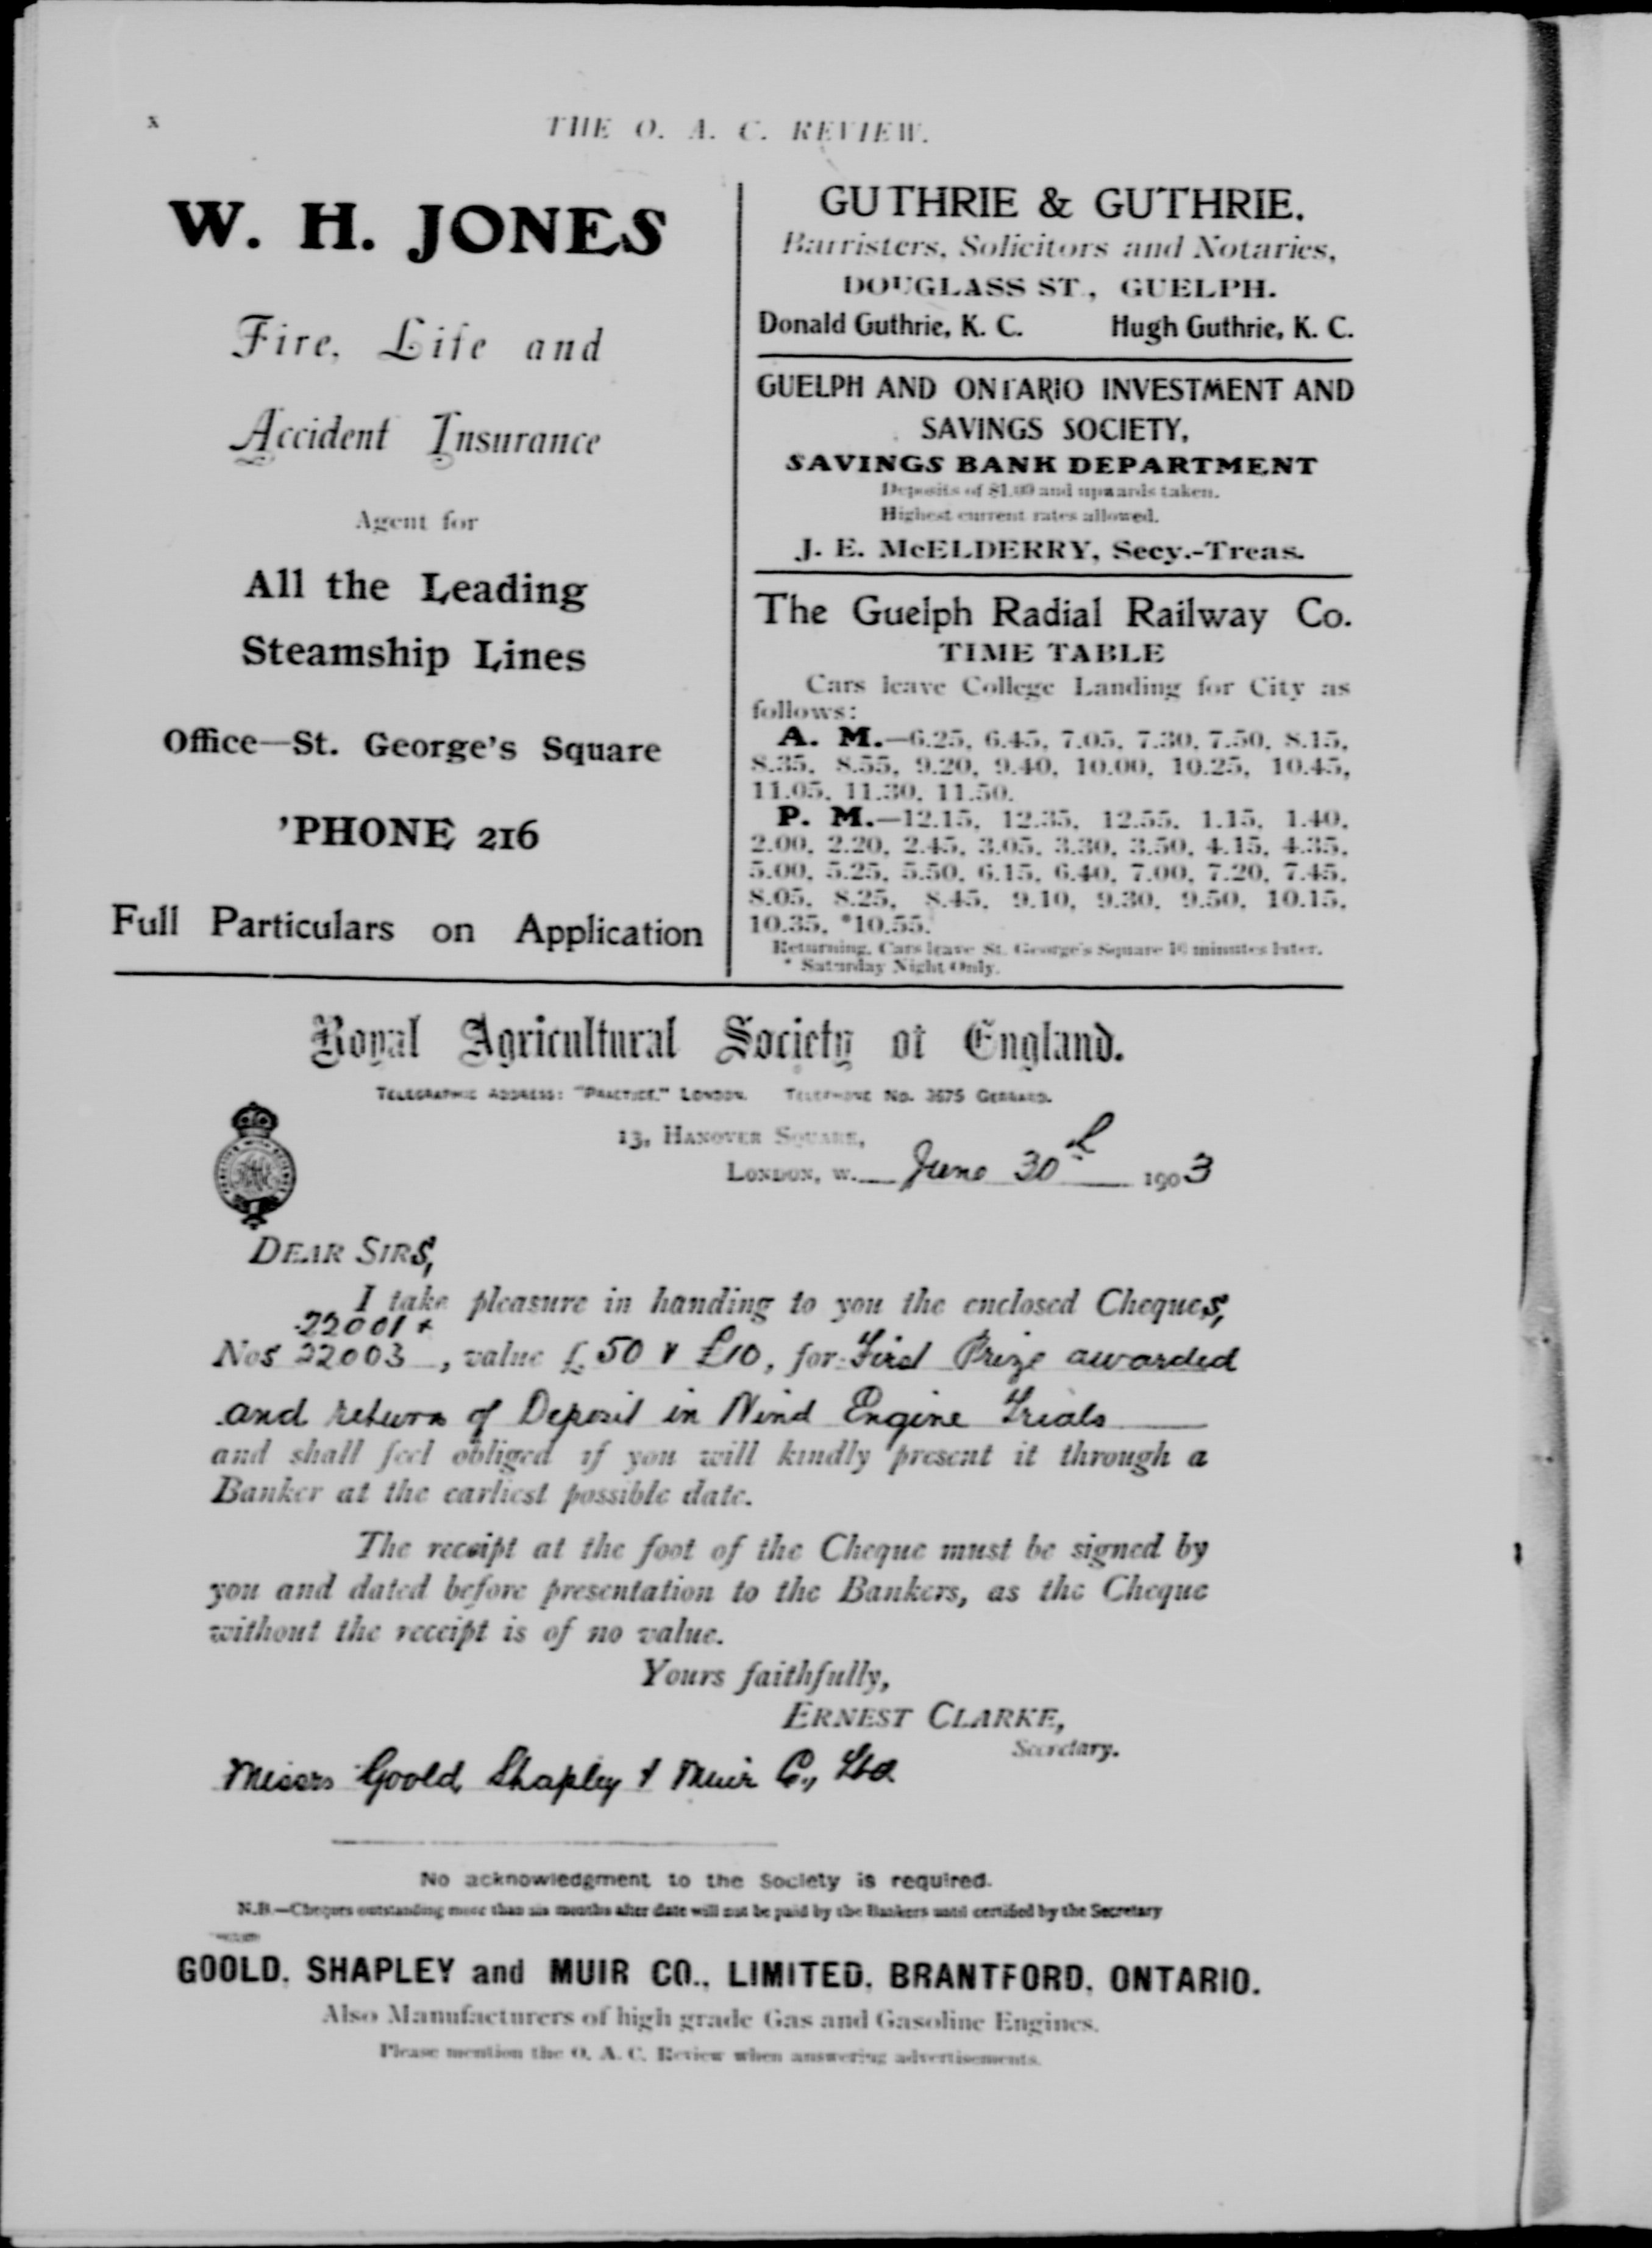 x
THE O. A. C. REVIEW.
W. H. JONES
Fire, Life and
Accident Insurance
Agent for
All the Leading
Steamship Lines
Office—St. George's Square
'PHONE 216
Full Particulars on Application
GUTHRIE & GUTHRIE.
Barristers, Solicitors and Notaries,
DOUGLASS ST., GUELPH.
Donald Guthrie, K. C. Hugh Guthrie, K. C.
GUELPH AND ONTARIO INVESTMENT AND
SAVINGS SOCIETY,
SAVINGS BANK DEPARTMENT
Deposits of $1.00 and upwards taken.
Highest current rates allowed.
J. E. McELDERRY, Secy.-Treas.
The Guelph Radial Railway Co.
TIME TABLE
Cars leave College Landing for City as
follows:
A. M.—6.25, 6.45, 7.05, 7.30, 7.50, 8.15,
8.35, 8.55, 9.20, 9.40, 10.00, 10.25, 10.45,
11.05, 11.30, 11.50.
P. M.—12.15, 12.35, 12.55, 1.15, 1.40,
2.00, 2.20, 2.45, 3.05, 3.30, 3.50, 4.15, 4.35,
5.00, 5.25, 5.50, 6.15, 6.40, 7.00, 7.20, 7.45,
8.05, 8.25, 8.45, 9.10, 9.30, 9.50, 10.15,
10.35, *10.55.
Returning, Cars leave St. George's Square minutes later.
* Saturday Night Only.
Royal Agricultural Society of England.
TELEGRAPHIC ADDRESS: "PRACTICE," LONDON. TELEPHONE No. 3675 GERRARD.
13, HANOVER SQUARE,
LONDON, W. June 30th 1903
DEAR SIRS,
I take pleasure in handing to you the enclosed Cheques,
22001 &
Nos 22003, value £50 & £10, for First Prize awarded
and return of Deposit in Wind Engine Trials
and shall feel obliged if you will kindly present it through a
Banker at the earliest possible date.
The receipt at the foot of the Cheque must be signed by
you and dated before presentation to the Bankers, as the Cheque
without the receipt is of no value.
Yours faithfully,
ERNEST CLARKE,
Secretary.
Messrs Goold, Shapley & Muir Co., Ltd.
No acknowledgment to the Society is required.
N.B.—Cheques outstanding more than six months after date will not be paid by the Bankers until certified by the Secretary
GOOLD, SHAPLEY and MUIR CO., LIMITED, BRANTFORD, ONTARIO.
Also Manufacturers of high grade Gas and Gasoline Engines.
Please mention the O. A. C. Review when answering advertisements.